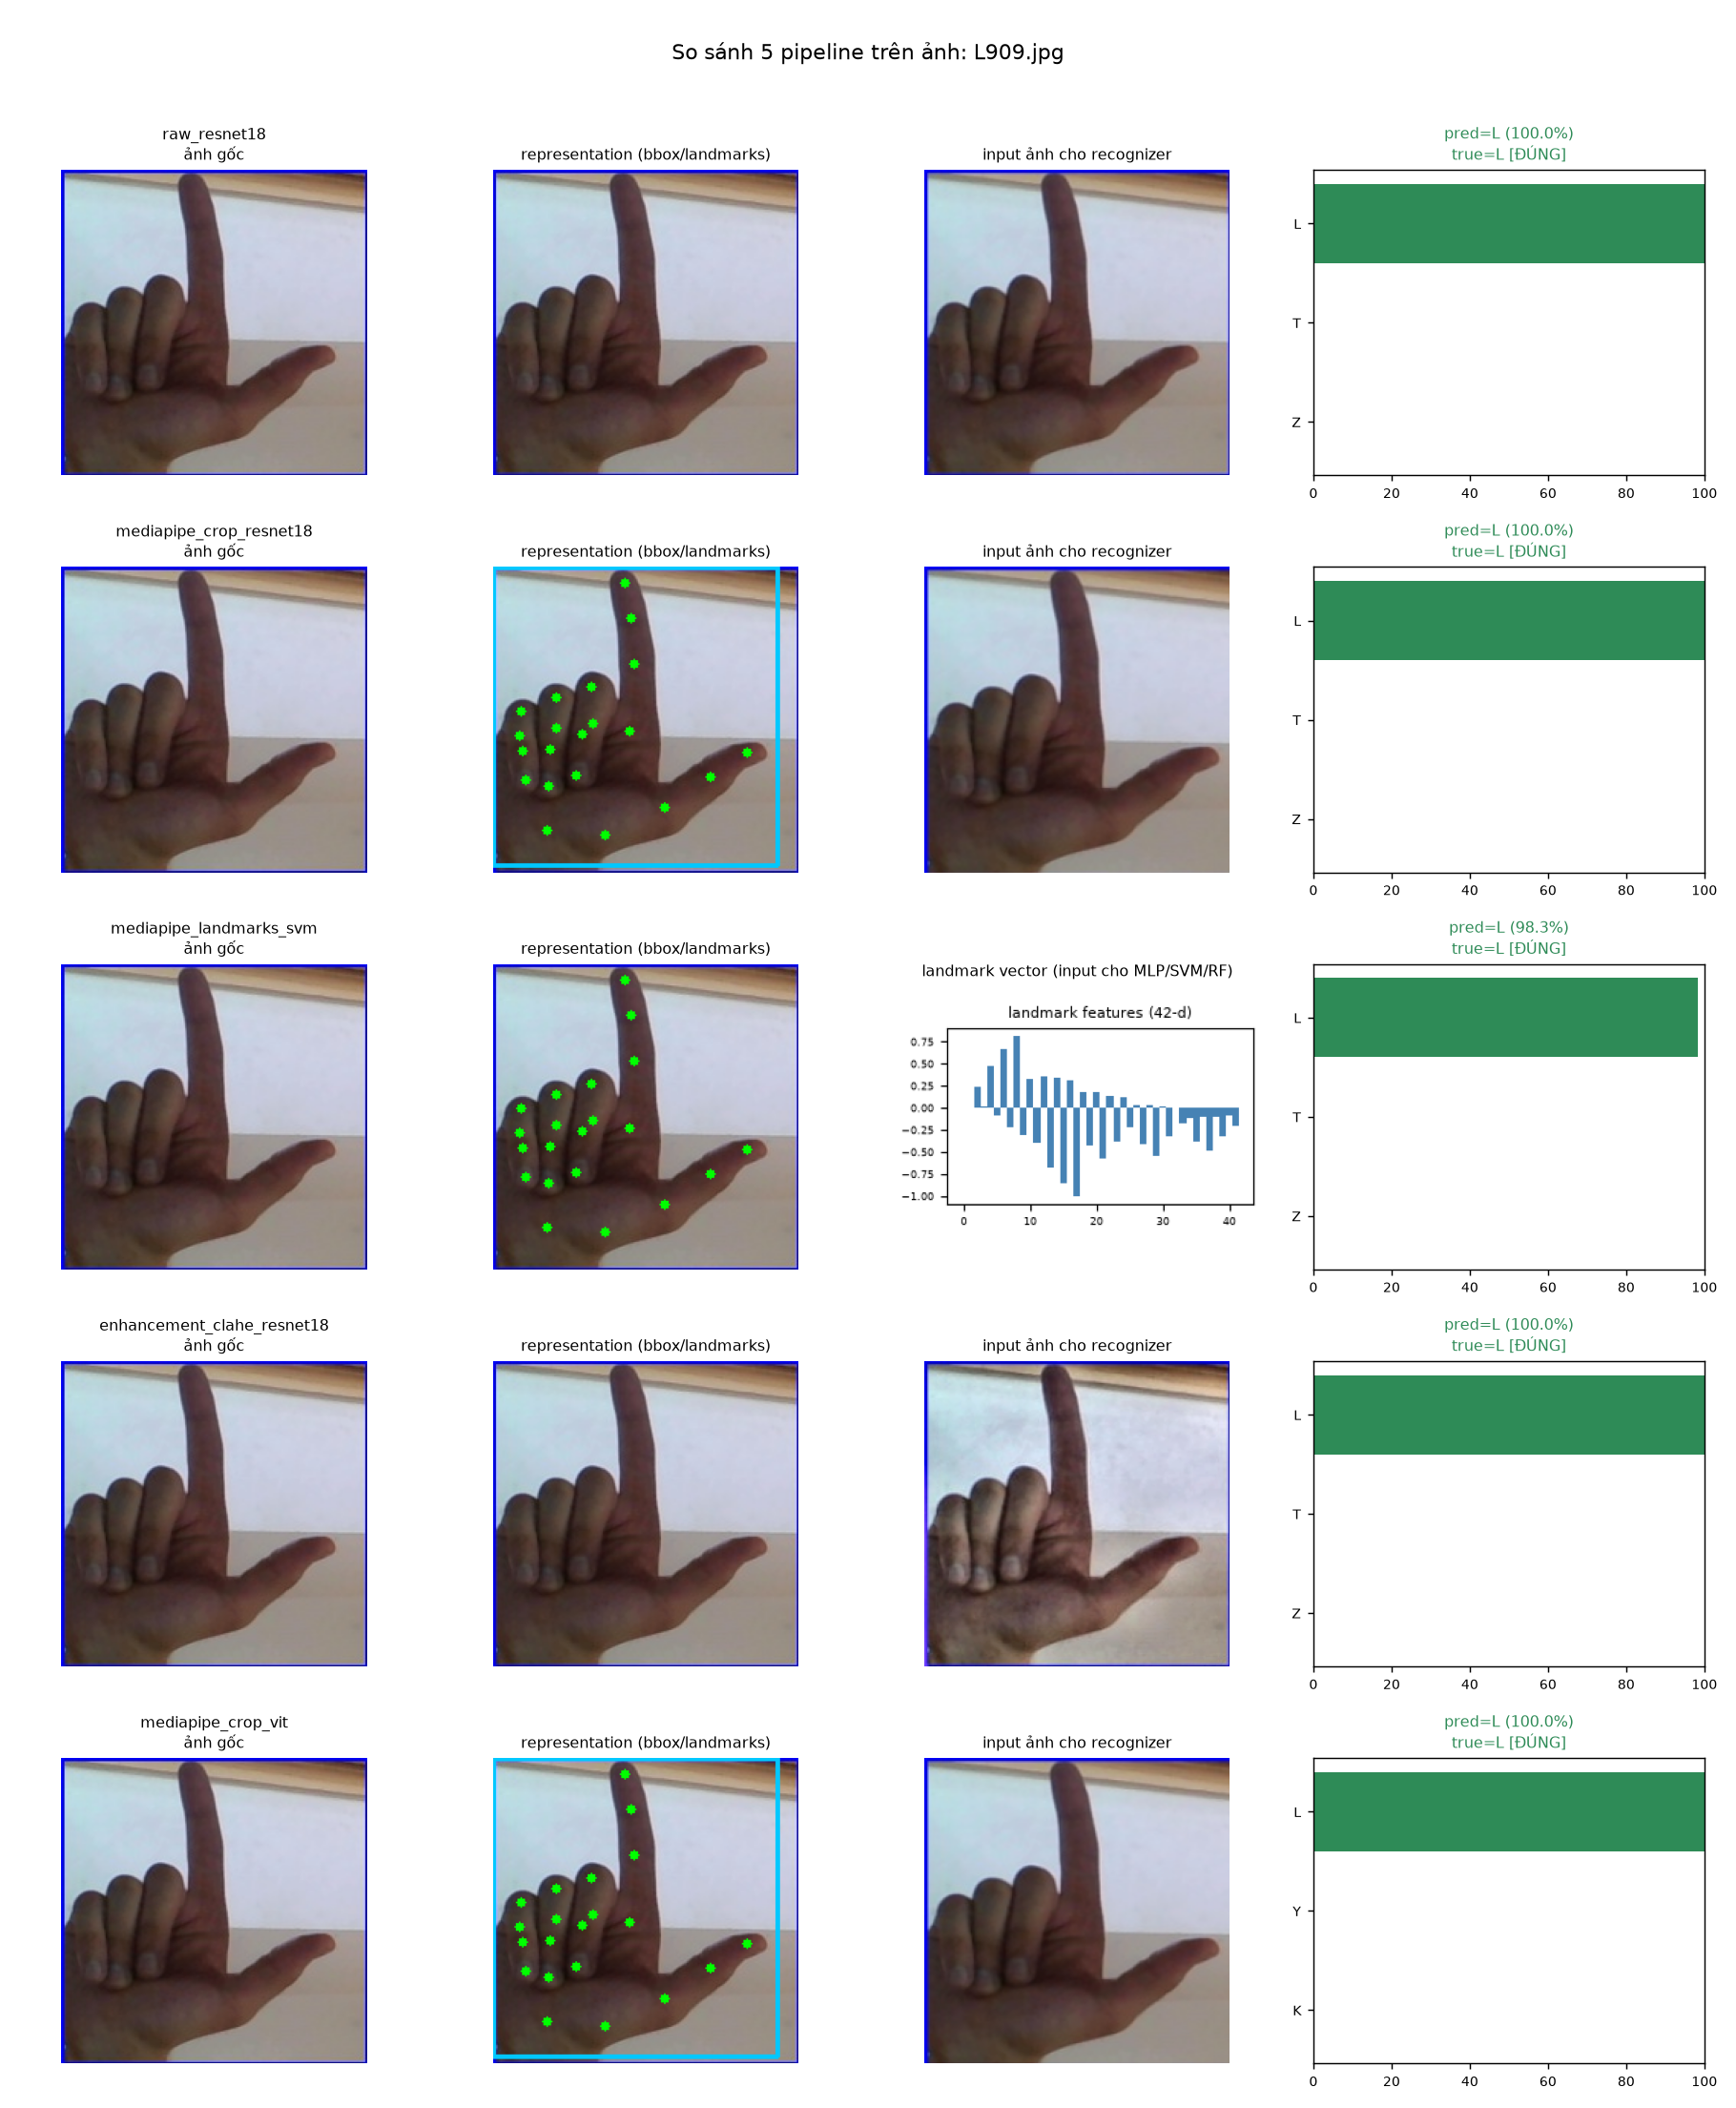 So sánh 5 pipeline trên ảnh: L909.jpg
raw_resnet18
ảnh gốc
representation (bbox/landmarks)
input ảnh cho recognizer
pred=L (100.0%)
true=L [ĐÚNG]
L
T
Z
0 20 40 60 80 100
mediapipe_crop_resnet18
ảnh gốc
representation (bbox/landmarks)
input ảnh cho recognizer
pred=L (100.0%)
true=L [ĐÚNG]
L
T
Z
0 20 40 60 80 100
mediapipe_landmarks_svm
ảnh gốc
representation (bbox/landmarks)
landmark vector (input cho MLP/SVM/RF)
landmark features (42-d)
0.75
0.50
0.25
0.00
−0.25
−0.50
−0.75
−1.00
0 10 20 30 40
pred=L (98.3%)
true=L [ĐÚNG]
L
T
Z
0 20 40 60 80 100
enhancement_clahe_resnet18
ảnh gốc
representation (bbox/landmarks)
input ảnh cho recognizer
pred=L (100.0%)
true=L [ĐÚNG]
L
T
Z
0 20 40 60 80 100
mediapipe_crop_vit
ảnh gốc
representation (bbox/landmarks)
input ảnh cho recognizer
pred=L (100.0%)
true=L [ĐÚNG]
L
Y
K
0 20 40 60 80 100